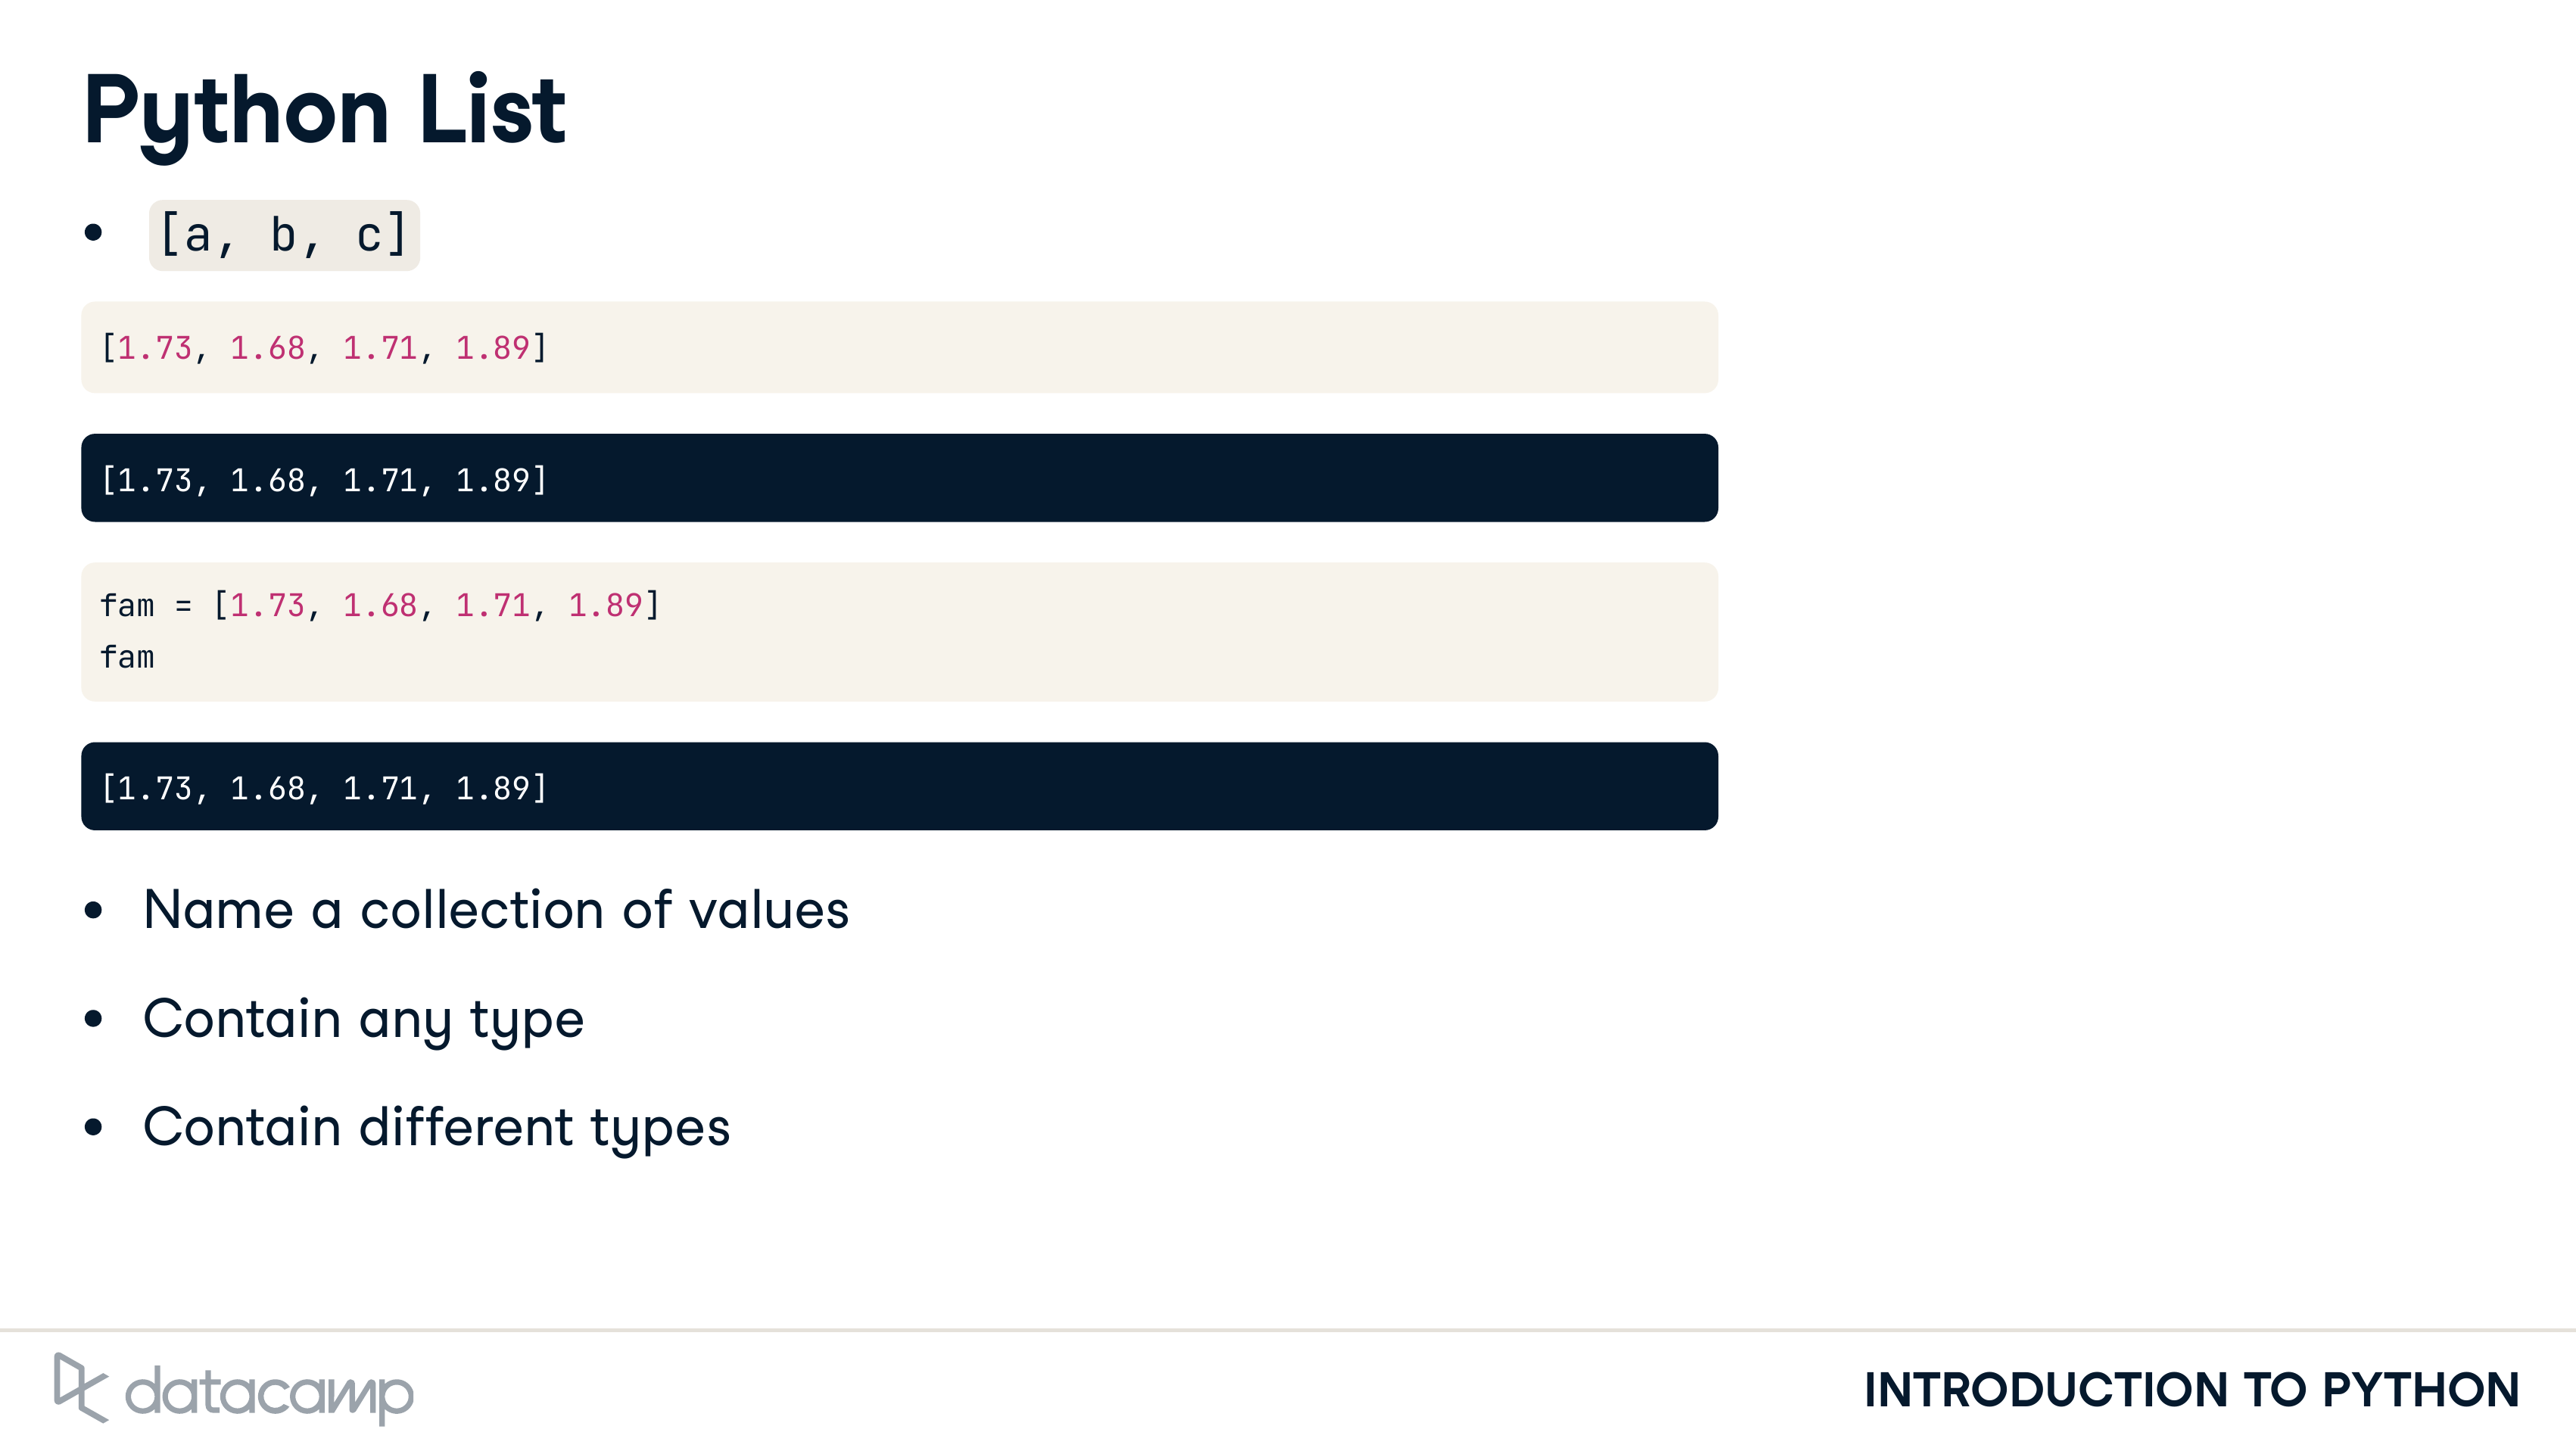 Python List
• [a, b, c]
[1.73, 1.68, 1.71, 1.89]
[1.73, 1.68, 1.71, 1.89]
fam = [1.73, 1.68, 1.71, 1.89]
fam
[1.73, 1.68, 1.71, 1.89]
• Name a collection of values
• Contain any type
• Contain different types
datacamp
INTRODUCTION TO PYTHON